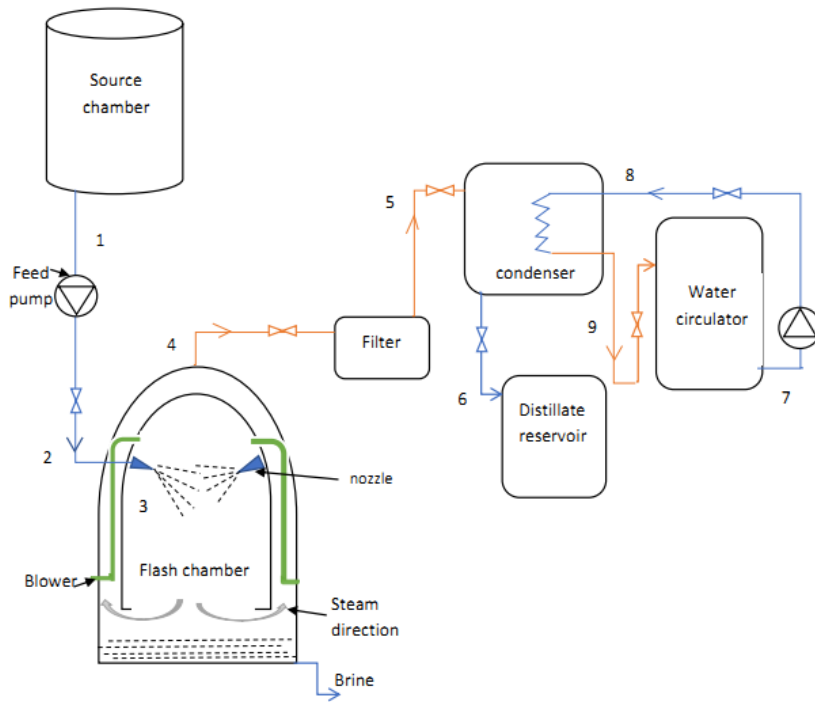 Source
chamber
1
Feed
pump
2
3
4
Filter
5
condenser
8
Water
circulator
9
7
6
Distillate
reservoir
nozzle
Flash chamber
Blower
Steam
direction
Brine